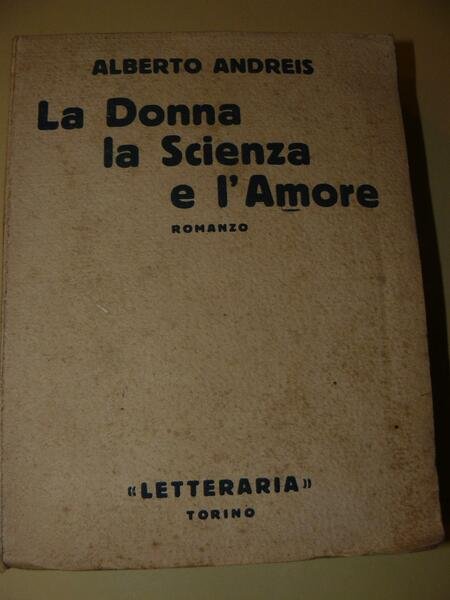 ALBERTO ANDREIS
La Donna
la Scienza
e l'Amore
ROMANZO
«LETTERARIA»
TORINO